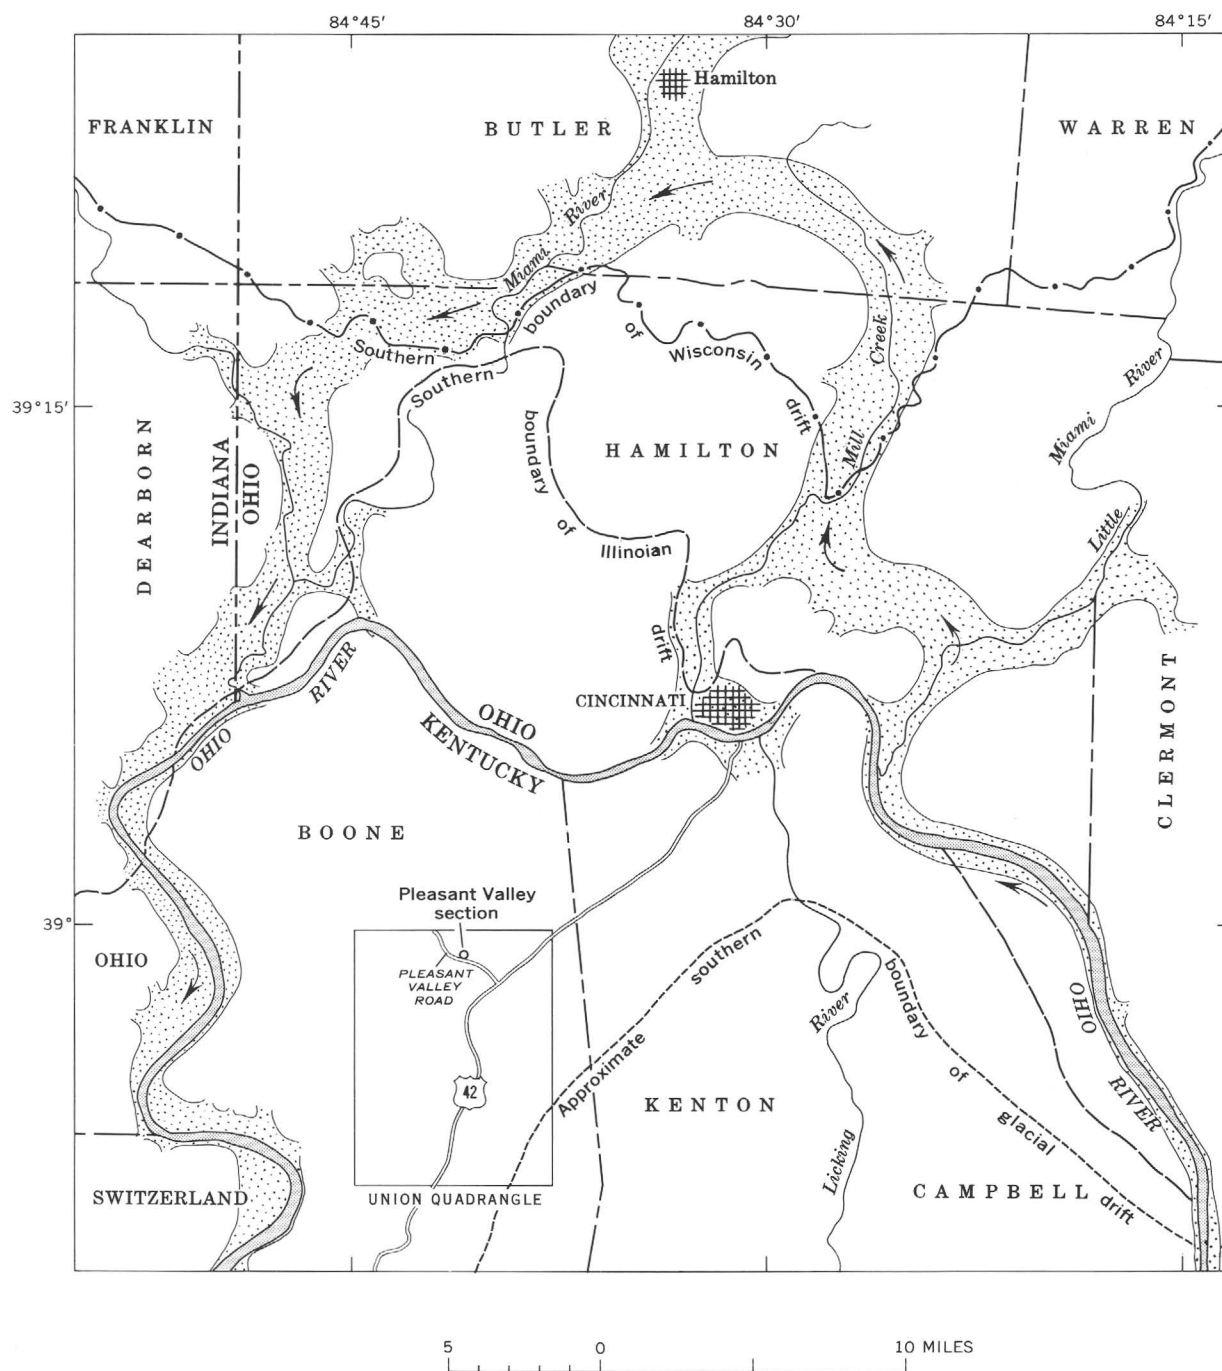 84°45′
84°30′
84°15′
Hamilton
FRANKLIN
BUTLER
WARREN
River
Miami
boundary
of
Wisconsin
drift
Southern
Southern
boundary
of
Illinoian
drift
Creek
Mill
River
Miami
Little
39°15′
DEARBORN
INDIANA
OHIO
HAMILTON
CINCINNATI
RIVER
OHIO
OHIO
KENTUCKY
CLERMONT
BOONE
Pleasant Valley
section
39°
OHIO
PLEASANT
VALLEY
ROAD
42
Approximate
southern
boundary
of
glacial
drift
River
Licking
OHIO
RIVER
KENTON
CAMPBELL
SWITZERLAND
UNION QUADRANGLE
5
0
10 MILES